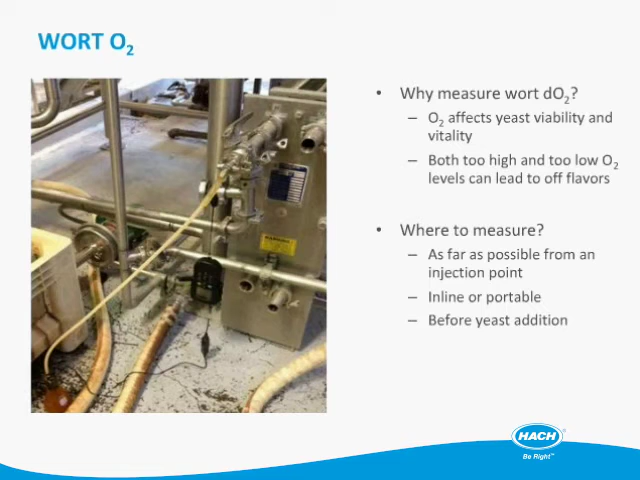 WORT O₂
• Why measure wort dO₂?
– O₂ affects yeast viability and
vitality
– Both too high and too low O₂
levels can lead to off flavors
• Where to measure?
– As far as possible from an
injection point
– Inline or portable
– Before yeast addition
HACH®
Be Right™